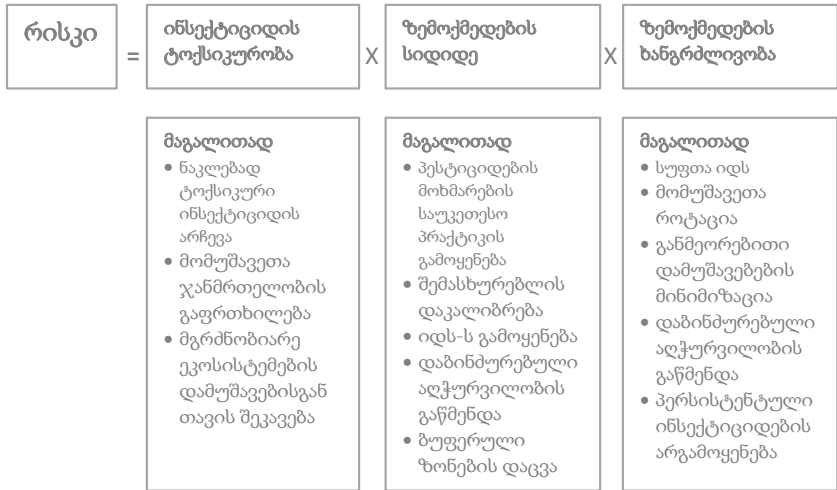 რისკი
=
ინსექტიციდის
ტოქსიკურობა
X
ზემოქმედების
სიდიდე
X
ზემოქმედების
ხანგრძლივობა
მაგალითად
• ნაკლებად
ტოქსიკური
ინსექტიციდის
არჩევა
• მომუშავეთა
ჯანმრთელობის
გაფრთხილება
• მგრძნობიარე
ეკოსისტემების
დამუშავებისგან
თავის შეკავება
მაგალითად
• პესტიციდების
მოხმარების
საუკეთესო
პრაქტიკის
გამოყენება
• შემასხურებლის
დაკალიბრება
• იდს-ს გამოყენება
• დაბინძურებული
აღჭურვილობის
გაწმენდა
• ბუფერული
ზონების დაცვა
მაგალითად
• სუფთა იდს
• მომუშავეთა
როტაცია
• განმეორებითი
დამუშავებების
მინიმიზაცია
• დაბინძურებული
აღჭურვილობის
გაწმენდა
• პერსისტენტული
ინსექტიციდების
არგამოყენება